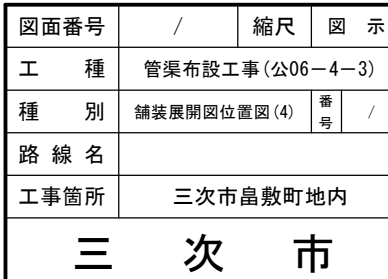 図面番号 / 縮尺 図 示
工 種 管渠布設工事(公06-4-3)
種 別 舗装展開図位置図(4) 番号 /
路 線 名
工事箇所 三次市畠敷町地内
三 次 市